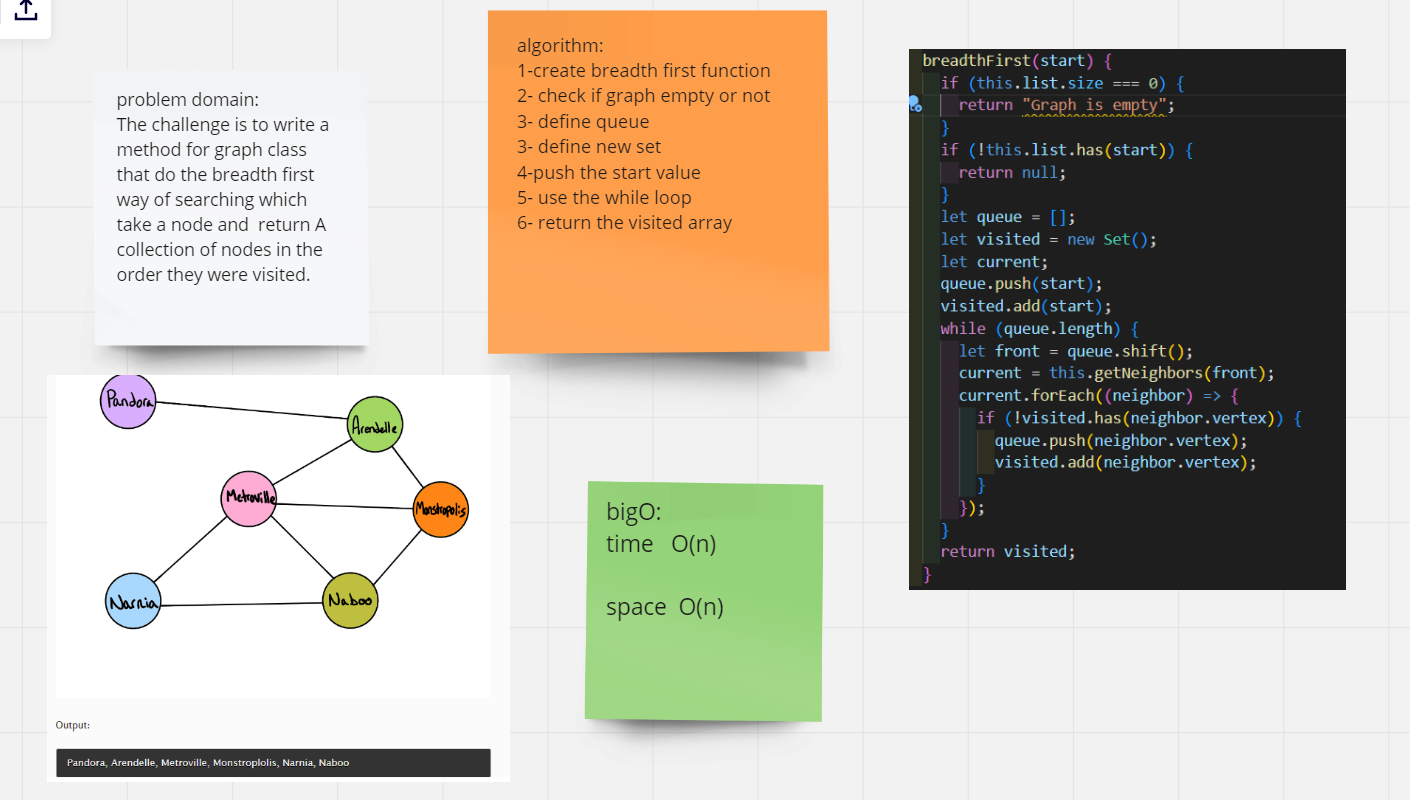 problem domain:
The challenge is to write a
method for graph class
that do the breadth first
way of searching which
take a node and  return A
collection of nodes in the
order they were visited.
algorithm:
1-create breadth first function
2- check if graph empty or not
3- define queue
3- define new set
4-push the start value
5- use the while loop
6- return the visited array
breadthFirst(start) {
if (this.list.size === 0) {
return "Graph is empty";
}
if (!this.list.has(start)) {
return null;
}
let queue = [];
let visited = new Set();
let current;
queue.push(start);
visited.add(start);
while (queue.length) {
let front = queue.shift();
current = this.getNeighbors(front);
current.forEach((neighbor) => {
if (!visited.has(neighbor.vertex)) {
queue.push(neighbor.vertex);
visited.add(neighbor.vertex);
}
});
}
return visited;
}
Pandora
Arendelle
Metroville
Monstropolis
Narnia
Naboo
Output:
Pandora, Arendelle, Metroville, Monstroplolis, Narnia, Naboo
bigO:
time   O(n)
space  O(n)